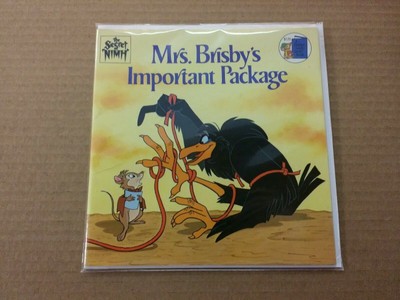 the
Secret
of NIMH
Mrs. Brisby's
Important Package